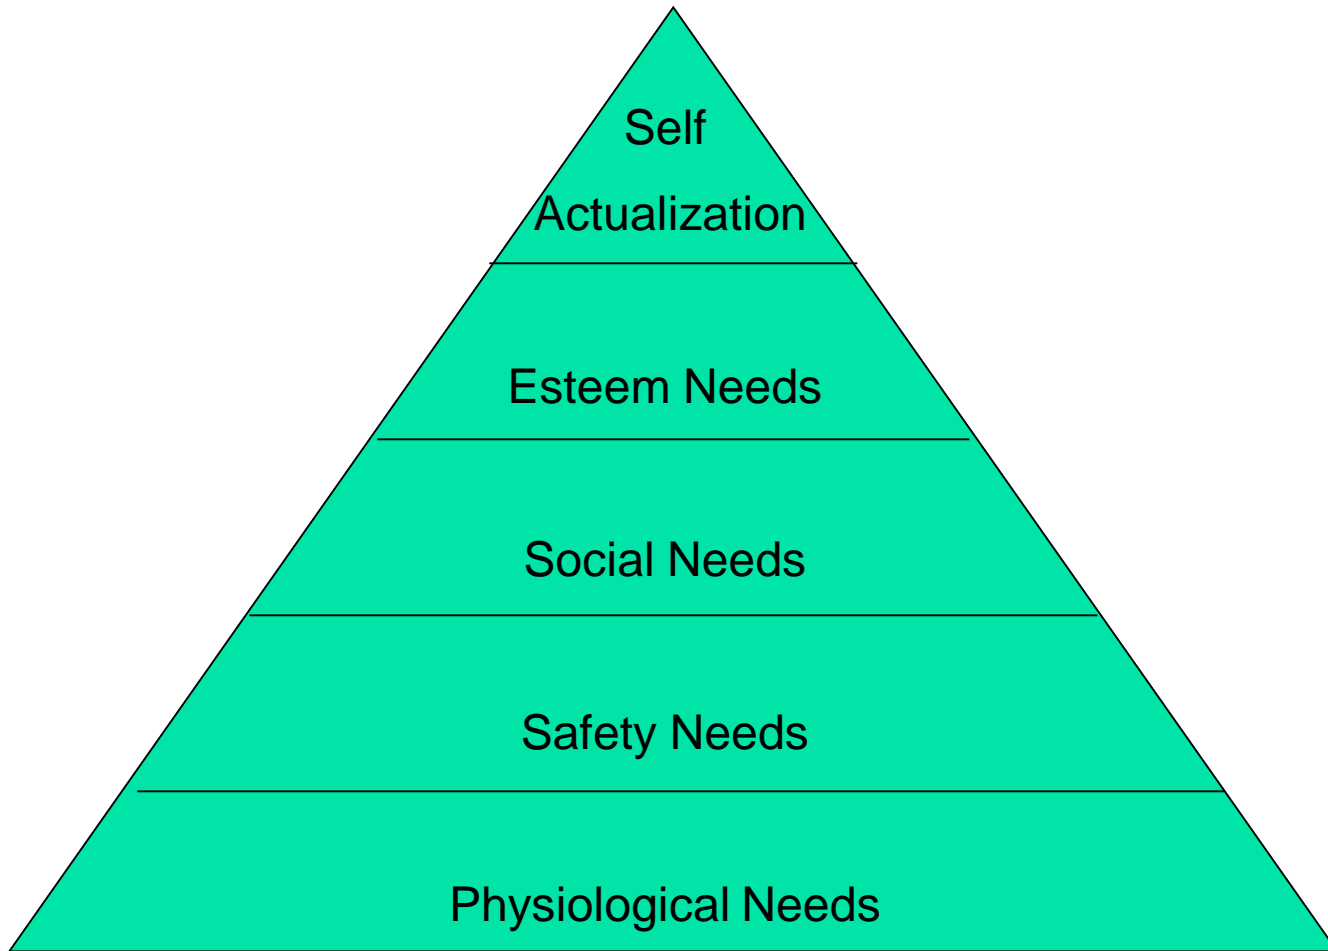 Self
Actualization
Esteem Needs
Social Needs
Safety Needs
Physiological Needs